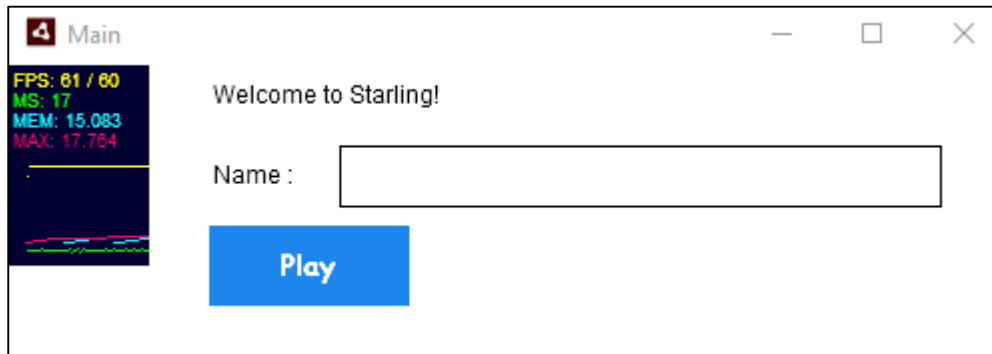 Main
FPS: 61 / 60
MS: 17
MEM: 15.083
MAX: 17.764
Welcome to Starling!
Name :
Play